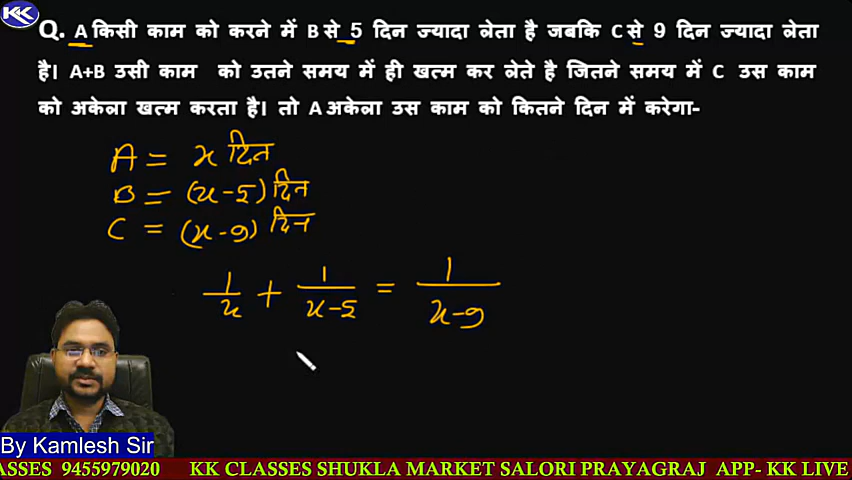 KK
Q. A किसी काम को करने में B से 5 दिन ज्यादा लेता है जबकि C से 9 दिन ज्यादा लेता
है। A+B उसी काम को उतने समय में ही खत्म कर लेते है जितने समय में C उस काम
को अकेला खत्म करता है। तो A अकेला उस काम को कितने दिन में करेगा-
A = x दिन
B = (x-5) दिन
C = (x-9) दिन
1/x + 1/(x-5) = 1/(x-9)
By Kamlesh Sir
ASSES 9455979020 KK CLASSES SHUKLA MARKET SALORI PRAYAGRAJ APP- KK LIVE